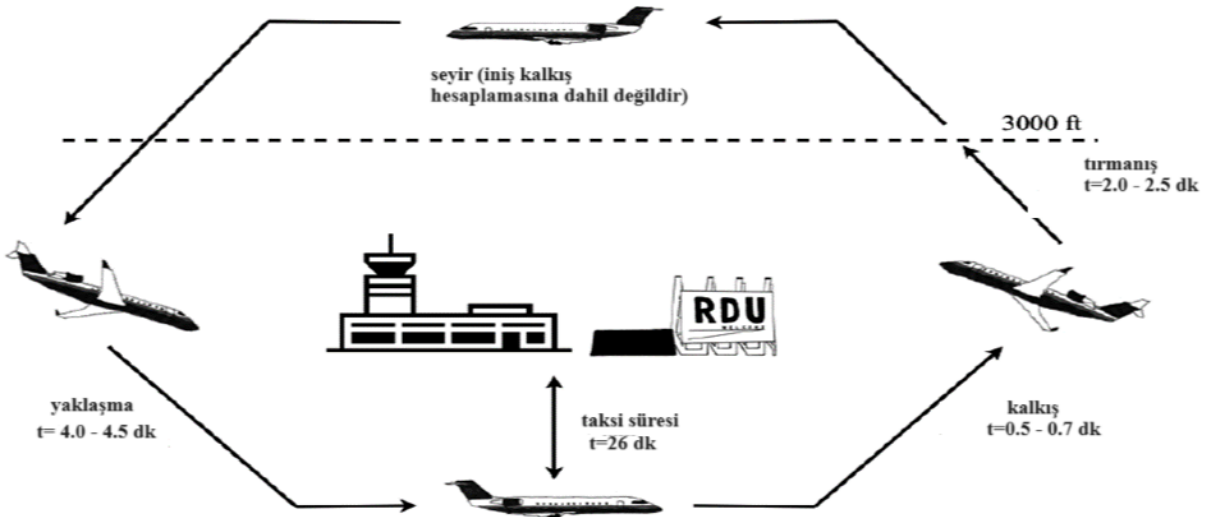 seyir (iniş kalkış
hesaplamasına dahil değildir)
3000 ft
tırmanış
t=2.0 - 2.5 dk
RDU
WELCOME
yaklaşma
t= 4.0 - 4.5 dk
taksi süresi
t=26 dk
kalkış
t=0.5 - 0.7 dk